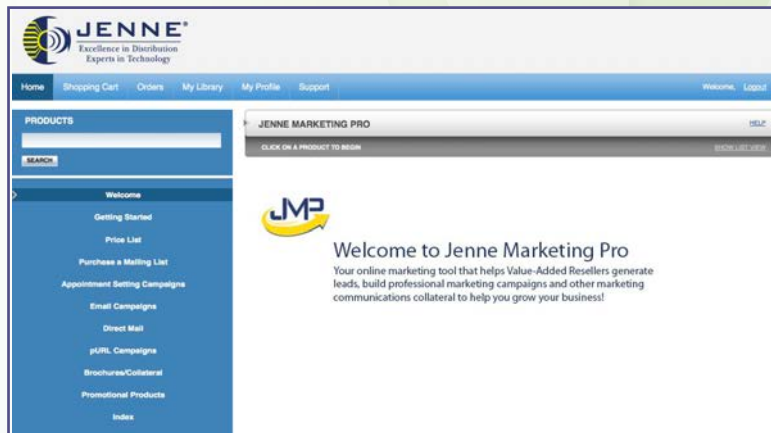 JENNE®
Excellence in Distribution
Experts in Technology
Home Shopping Cart Orders My Library My Profile Support Welcome, Logout
PRODUCTS
SEARCH
Welcome
Getting Started
Price List
Purchase a Mailing List
Appointment Setting Campaigns
Email Campaigns
Direct Mail
pURL Campaigns
Brochures/Collateral
Promotional Products
Index
JENNE MARKETING PRO HELP
CLICK ON A PRODUCT TO BEGIN SHOW LIST VIEW
JMP
Welcome to Jenne Marketing Pro
Your online marketing tool that helps Value-Added Resellers generate
leads, build professional marketing campaigns and other marketing
communications collateral to help you grow your business!